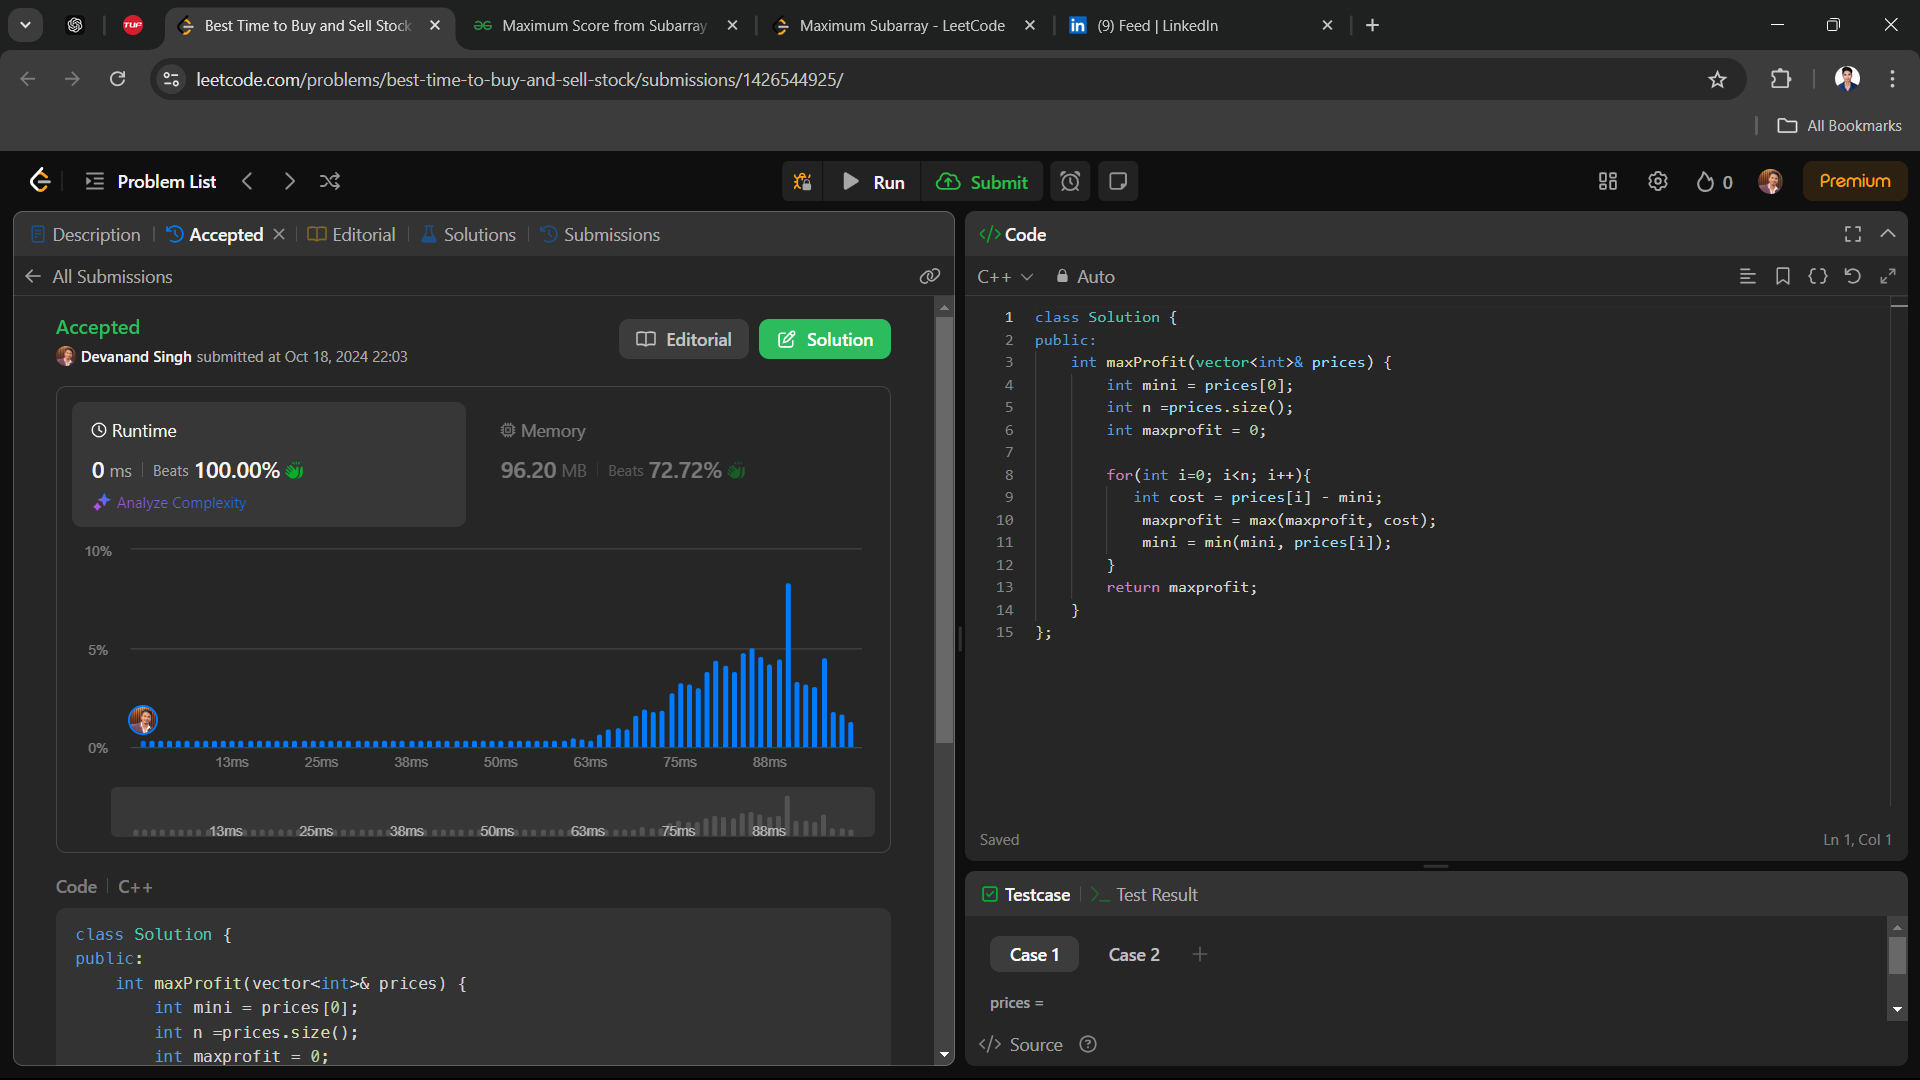 Best Time to Buy and Sell Stock
Maximum Score from Subarray
Maximum Subarray - LeetCode
in (9) Feed | LinkedIn
TUF
leetcode.com/problems/best-time-to-buy-and-sell-stock/submissions/1426544925/
All Bookmarks
Problem List
Run
Submit
0
Premium
Description
Accepted
Editorial
Solutions
Submissions
All Submissions
Accepted
Devanand Singh submitted at Oct 18, 2024 22:03
Editorial
Solution
Runtime
0 ms | Beats 100.00%
Analyze Complexity
Memory
96.20 MB | Beats 72.72%
10%
5%
0%
13ms 25ms 38ms 50ms 63ms 75ms 88ms
13ms 25ms 38ms 50ms 63ms 75ms 88ms
Code | C++
class Solution {
public:
    int maxProfit(vector<int>& prices) {
        int mini = prices[0];
        int n =prices.size();
        int maxprofit = 0;
</> Code
C++ Auto
1 class Solution {
2 public:
3     int maxProfit(vector<int>& prices) {
4         int mini = prices[0];
5         int n =prices.size();
6         int maxprofit = 0;
7
8         for(int i=0; i<n; i++){
9            int cost = prices[i] - mini;
10             maxprofit = max(maxprofit, cost);
11             mini = min(mini, prices[i]);
12         }
13         return maxprofit;
14     }
15 };
Saved
Ln 1, Col 1
Testcase
Test Result
Case 1
Case 2
prices =
</> Source